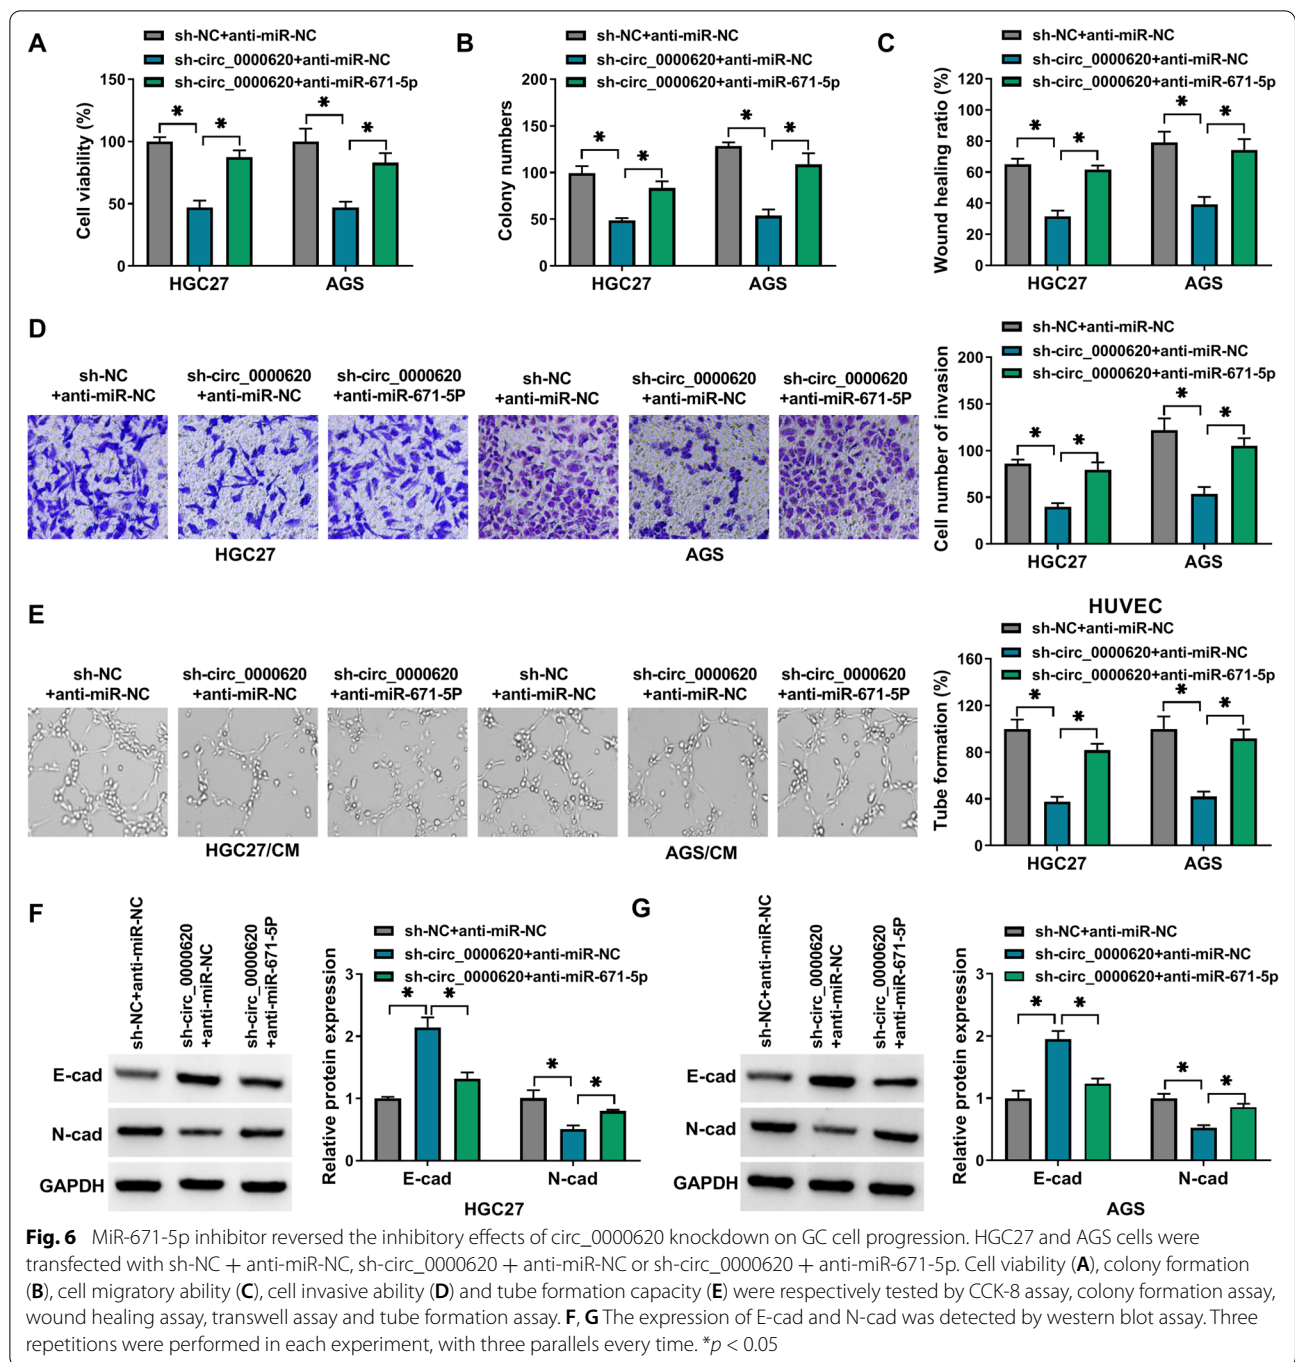 A
sh-NC+anti-miR-NC
sh-circ_0000620+anti-miR-NC
sh-circ_0000620+anti-miR-671-5p
Cell viability (%)
150
100
50
0
*
*
*
*
HGC27
AGS
B
sh-NC+anti-miR-NC
sh-circ_0000620+anti-miR-NC
sh-circ_0000620+anti-miR-671-5p
Colony numbers
200
150
100
50
0
*
*
*
*
HGC27
AGS
C
sh-NC+anti-miR-NC
sh-circ_0000620+anti-miR-NC
sh-circ_0000620+anti-miR-671-5p
Wound healing ratio (%)
120
100
80
60
40
20
0
*
*
*
*
HGC27
AGS
D
sh-NC
+anti-miR-NC
sh-circ_0000620
+anti-miR-NC
sh-circ_0000620
+anti-miR-671-5P
sh-NC
+anti-miR-NC
sh-circ_0000620
+anti-miR-NC
sh-circ_0000620
+anti-miR-671-5P
HGC27
AGS
sh-NC+anti-miR-NC
sh-circ_0000620+anti-miR-NC
sh-circ_0000620+anti-miR-671-5p
Cell number of invasion
200
150
100
50
0
*
*
*
*
HGC27
AGS
E
sh-NC
+anti-miR-NC
sh-circ_0000620
+anti-miR-NC
sh-circ_0000620
+anti-miR-671-5P
sh-NC
+anti-miR-NC
sh-circ_0000620
+anti-miR-NC
sh-circ_0000620
+anti-miR-671-5P
HGC27/CM
AGS/CM
HUVEC
sh-NC+anti-miR-NC
sh-circ_0000620+anti-miR-NC
sh-circ_0000620+anti-miR-671-5p
Tube formation (%)
160
120
80
40
0
*
*
*
*
HGC27
AGS
F
sh-NC+anti-miR-NC
sh-circ_0000620
+anti-miR-NC
sh-circ_0000620
+anti-miR-671-5P
E-cad
N-cad
GAPDH
sh-NC+anti-miR-NC
sh-circ_0000620+anti-miR-NC
sh-circ_0000620+anti-miR-671-5p
Relative protein expression
3
2
1
0
*
*
*
*
E-cad
N-cad
HGC27
G
sh-NC+anti-miR-NC
sh-circ_0000620
+anti-miR-NC
sh-circ_0000620
+anti-miR-671-5P
E-cad
N-cad
GAPDH
sh-NC+anti-miR-NC
sh-circ_0000620+anti-miR-NC
sh-circ_0000620+anti-miR-671-5p
Relative protein expression
3
2
1
0
*
*
*
*
E-cad
N-cad
AGS
Fig. 6 MiR-671-5p inhibitor reversed the inhibitory effects of circ_0000620 knockdown on GC cell progression. HGC27 and AGS cells were
transfected with sh-NC + anti-miR-NC, sh-circ_0000620 + anti-miR-NC or sh-circ_0000620 + anti-miR-671-5p. Cell viability (A), colony formation
(B), cell migratory ability (C), cell invasive ability (D) and tube formation capacity (E) were respectively tested by CCK-8 assay, colony formation assay,
wound healing assay, transwell assay and tube formation assay. F, G The expression of E-cad and N-cad was detected by western blot assay. Three
repetitions were performed in each experiment, with three parallels every time. *p < 0.05